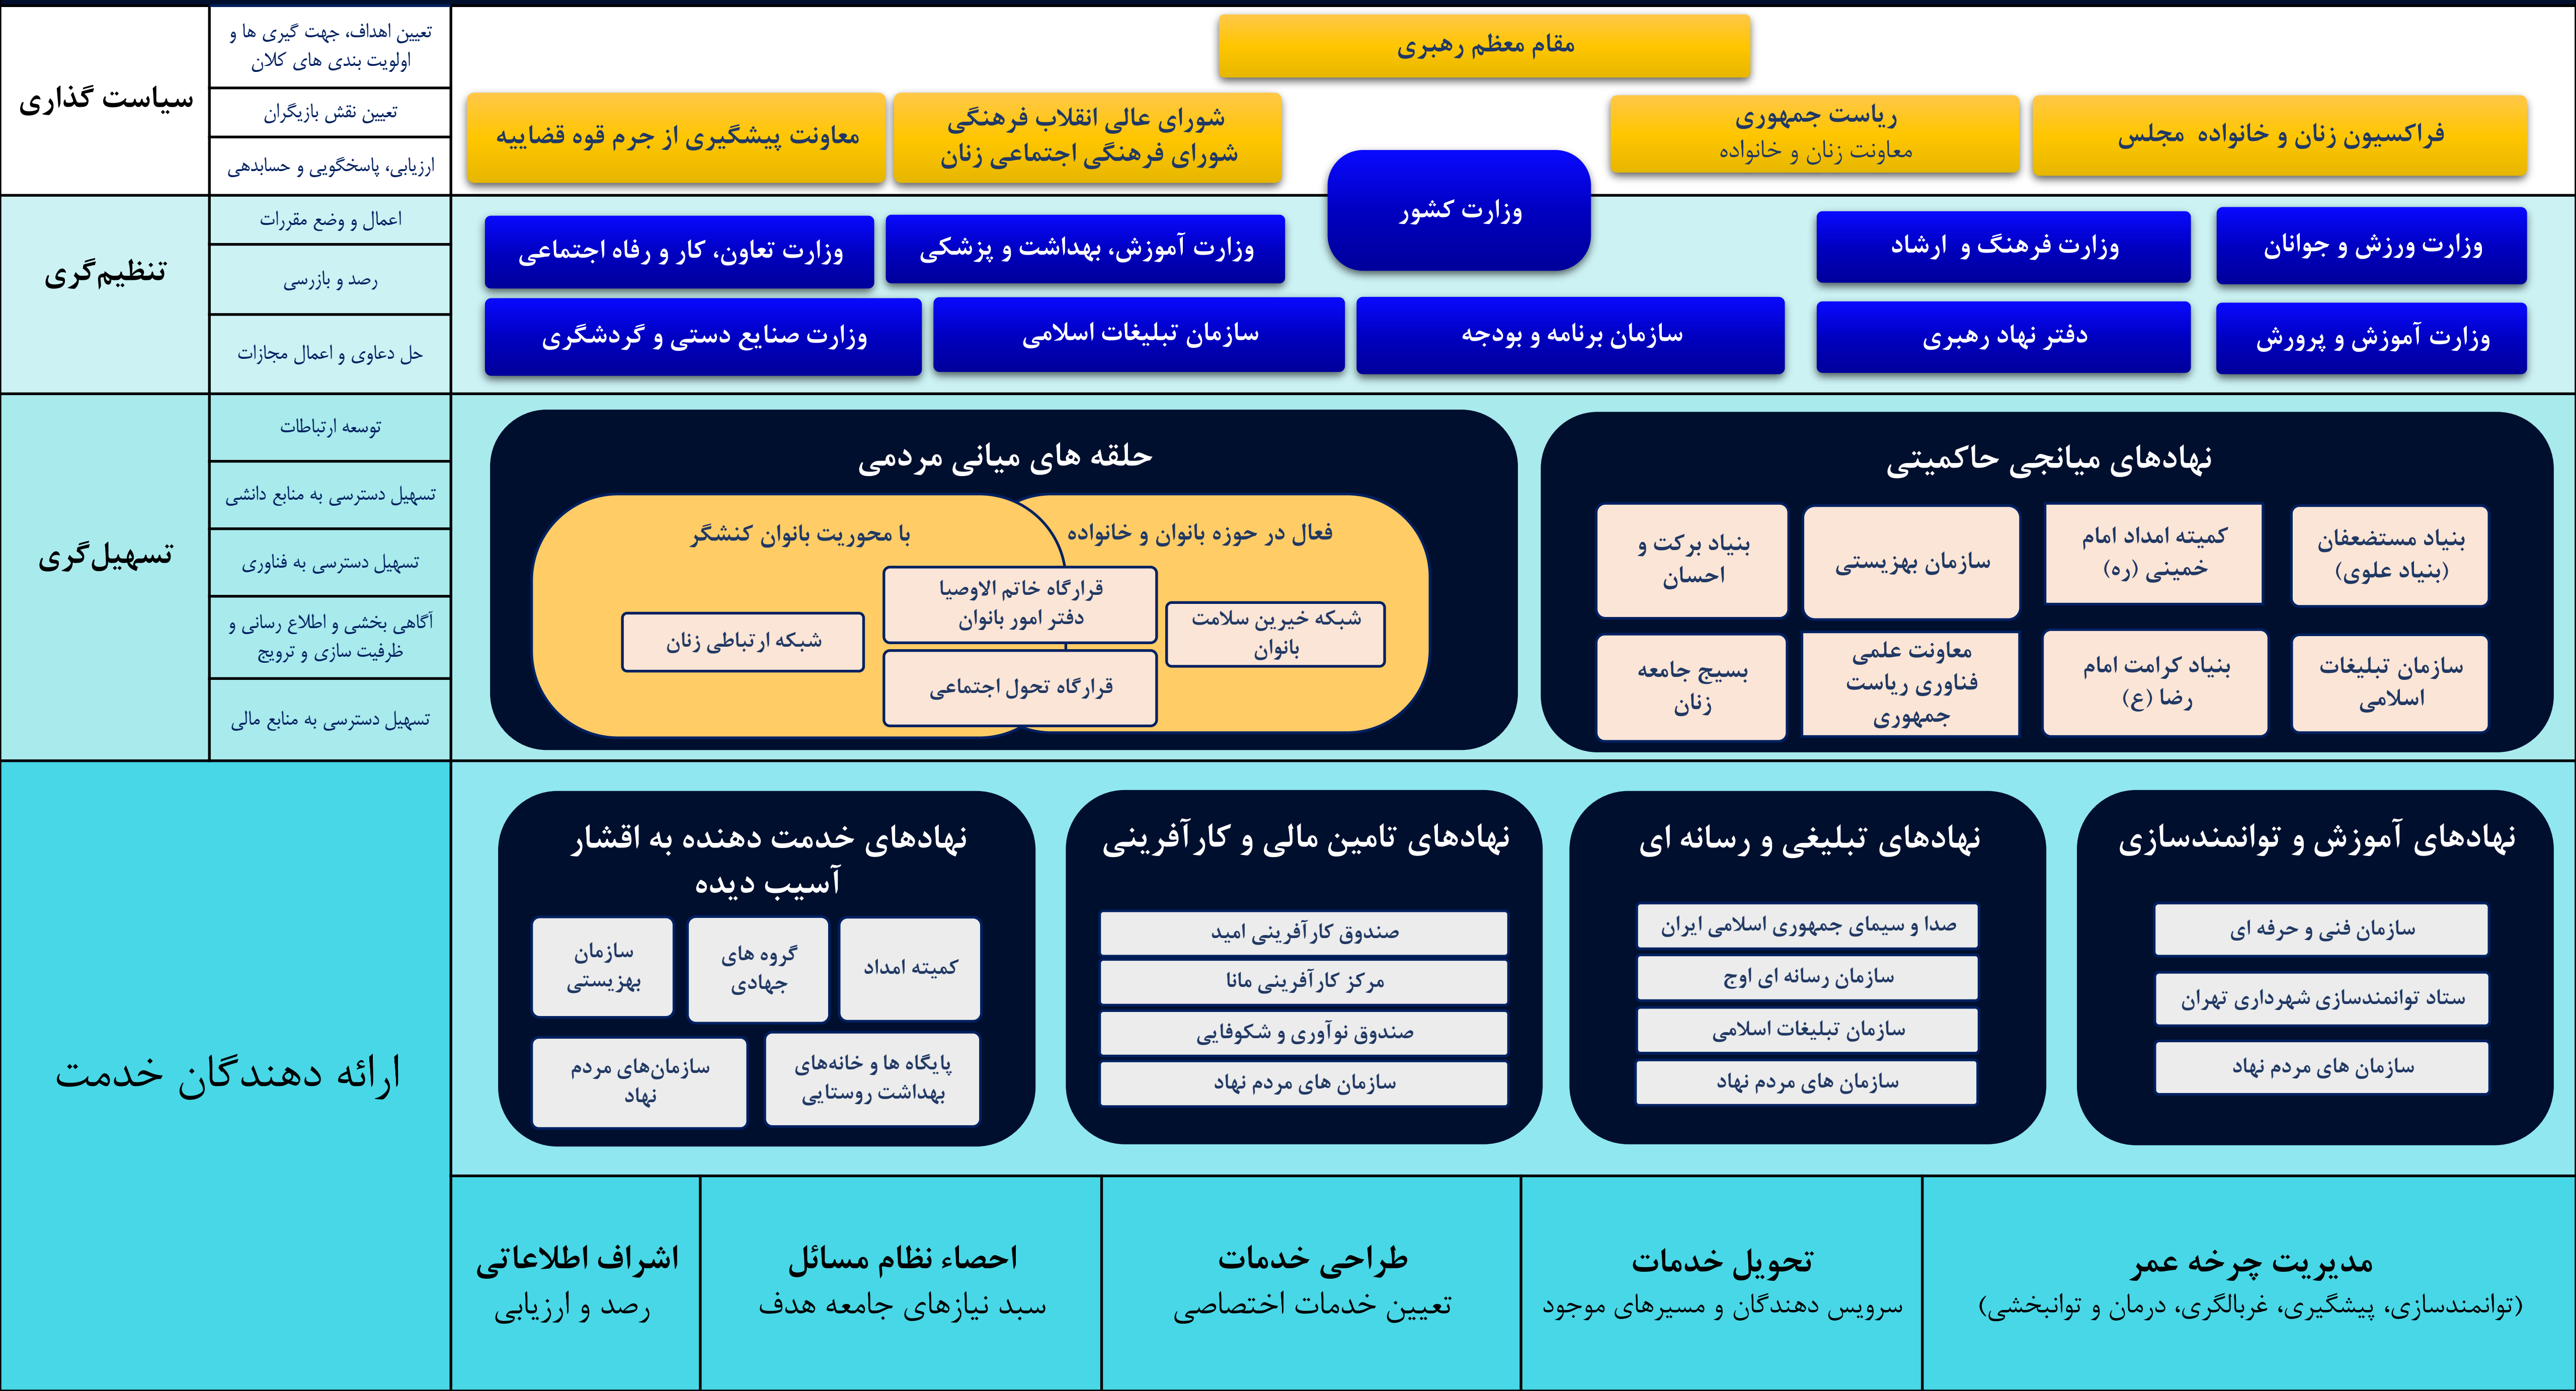 مقام معظم رهبری
فراکسیون زنان و خانواده مجلس
ریاست جمهوری
معاونت زنان و خانواده
شورای عالی انقلاب فرهنگی
شورای فرهنگی اجتماعی زنان
معاونت پیشگیری از جرم قوه قضاییه
تعیین اهداف، جهت گیری ها و
اولویت بندی های کلان
تعیین نقش بازیگران
ارزیابی، پاسخگویی و حسابدهی
سیاست گذاری
وزارت کشور
وزارت ورزش و جوانان
وزارت فرهنگ و ارشاد
وزارت آموزش، بهداشت و پزشکی
وزارت تعاون، کار و رفاه اجتماعی
وزارت آموزش و پرورش
دفتر نهاد رهبری
سازمان برنامه و بودجه
سازمان تبلیغات اسلامی
وزارت صنایع دستی و گردشگری
اعمال و وضع مقررات
رصد و بازرسی
حل دعاوی و اعمال مجازات
تنظیم‌گری
نهادهای میانجی حاکمیتی
بنیاد مستضعفان
(بنیاد علوی)
کمیته امداد امام
خمینی (ره)
سازمان بهزیستی
بنیاد برکت و
احسان
سازمان تبلیغات
اسلامی
بنیاد کرامت امام
رضا (ع)
معاونت علمی
فناوری ریاست
جمهوری
بسیج جامعه
زنان
حلقه های میانی مردمی
فعال در حوزه بانوان و خانواده
با محوریت بانوان کنشگر
شبکه خیرین سلامت
بانوان
قرارگاه خاتم الاوصیا
دفتر امور بانوان
قرارگاه تحول اجتماعی
شبکه ارتباطی زنان
توسعه ارتباطات
تسهیل دسترسی به منابع دانشی
تسهیل دسترسی به فناوری
آگاهی بخشی و اطلاع رسانی و
ظرفیت سازی و ترویج
تسهیل دسترسی به منابع مالی
تسهیل‌گری
نهادهای آموزش و توانمندسازی
سازمان فنی و حرفه ای
ستاد توانمندسازی شهرداری تهران
سازمان های مردم نهاد
نهادهای تبلیغی و رسانه ای
صدا و سیمای جمهوری اسلامی ایران
سازمان رسانه ای اوج
سازمان تبلیغات اسلامی
سازمان های مردم نهاد
نهادهای تامین مالی و کارآفرینی
صندوق کارآفرینی امید
مرکز کارآفرینی مانا
صندوق نوآوری و شکوفایی
سازمان های مردم نهاد
نهادهای خدمت دهنده به اقشار
آسیب دیده
کمیته امداد
گروه های
جهادی
سازمان
بهزیستی
پایگاه ها و خانه‌های
بهداشت روستایی
سازمان‌های مردم
نهاد
ارائه دهندگان خدمت
مدیریت چرخه عمر
(توانمندسازی، پیشگیری، غربالگری، درمان و توانبخشی)
تحویل خدمات
سرویس دهندگان و مسیرهای موجود
طراحی خدمات
تعیین خدمات اختصاصی
احصاء نظام مسائل
سبد نیازهای جامعه هدف
اشراف اطلاعاتی
رصد و ارزیابی